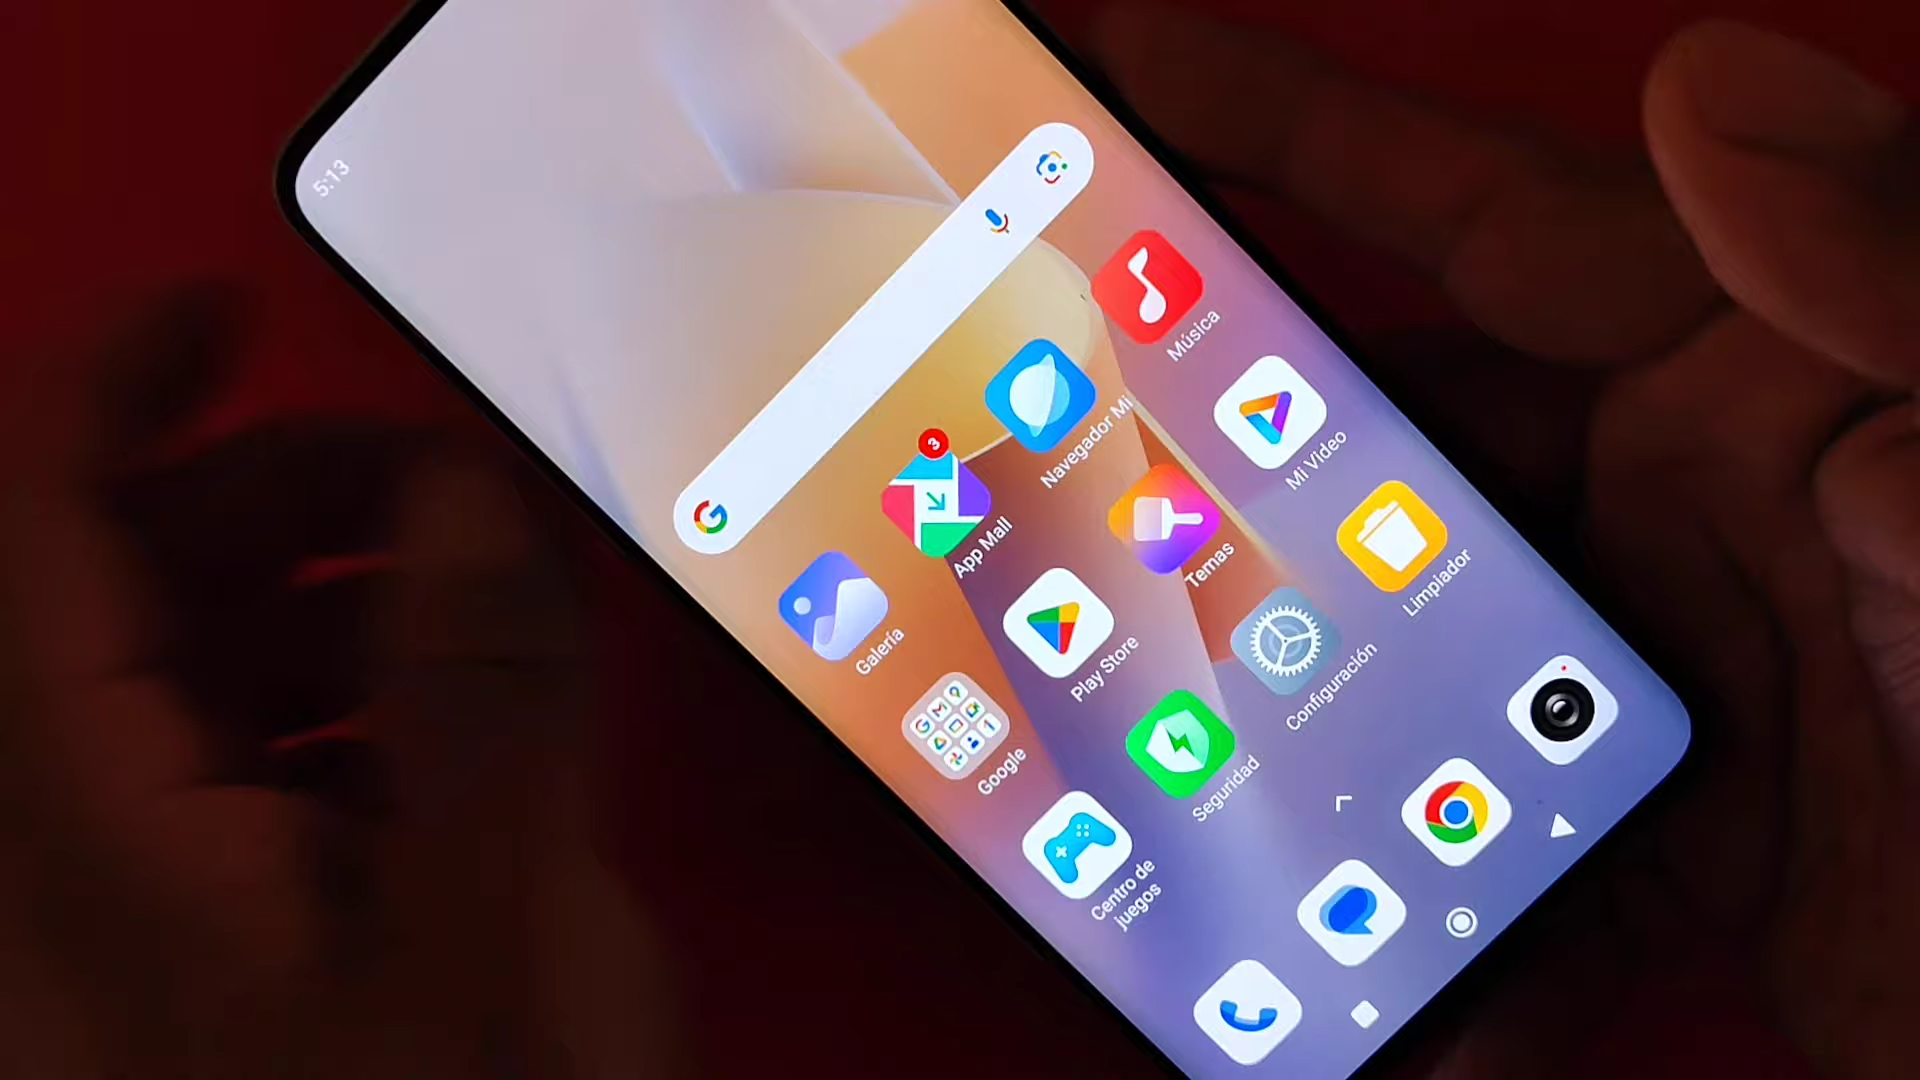 5:13
Galería
App Mall
3
Navegador Mi
Música
Google
Play Store
Temas
Mi Video
Centro de
juegos
Seguridad
Configuración
Limpiador